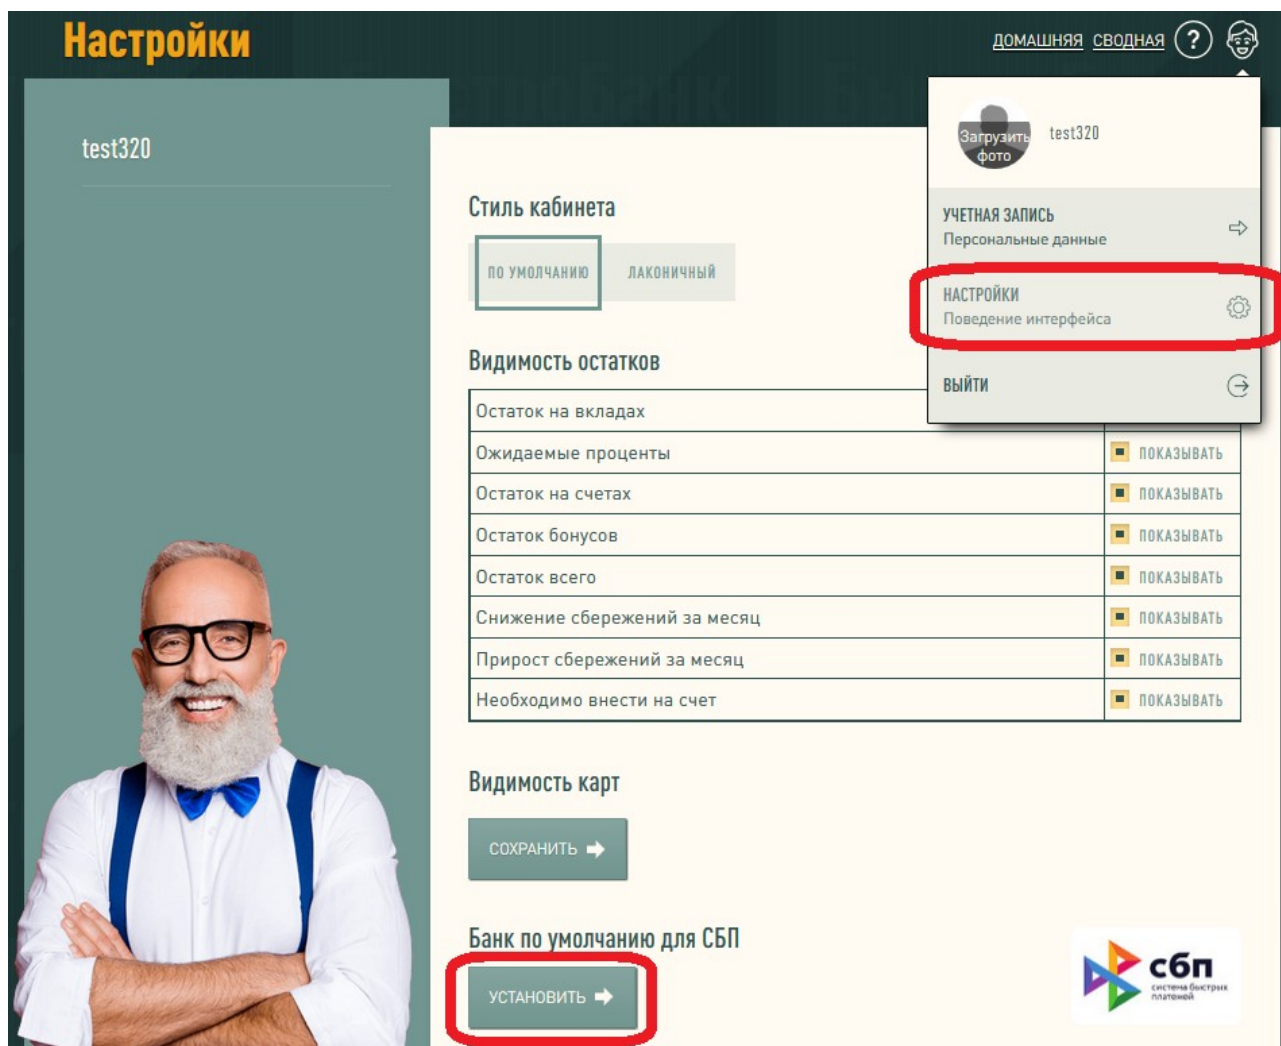 Настройки
ДОМАШНЯЯ СВОДНАЯ ?
test320
Загрузить
фото
test320
УЧЕТНАЯ ЗАПИСЬ
Персональные данные
НАСТРОЙКИ
Поведение интерфейса
ВЫЙТИ
Стиль кабинета
ПО УМОЛЧАНИЮ ЛАКОНИЧНЫЙ
Видимость остатков
Остаток на вкладах
Ожидаемые проценты ПОКАЗЫВАТЬ
Остаток на счетах ПОКАЗЫВАТЬ
Остаток бонусов ПОКАЗЫВАТЬ
Остаток всего ПОКАЗЫВАТЬ
Снижение сбережений за месяц ПОКАЗЫВАТЬ
Прирост сбережений за месяц ПОКАЗЫВАТЬ
Необходимо внести на счет ПОКАЗЫВАТЬ
Видимость карт
СОХРАНИТЬ
Банк по умолчанию для СБП
УСТАНОВИТЬ
сбп
система быстрых
платежей